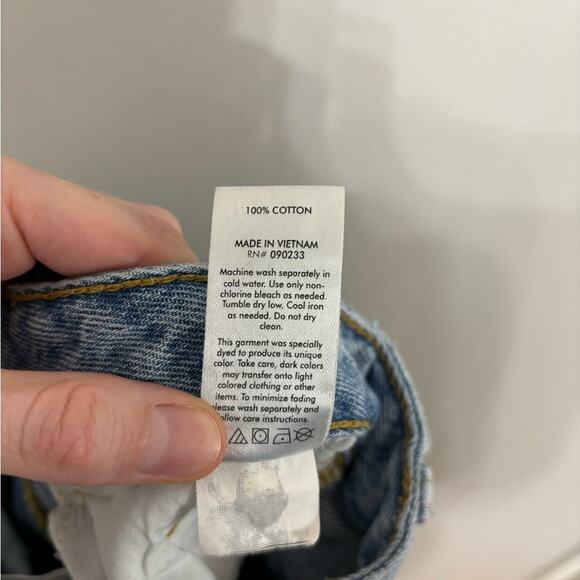 100% COTTON
MADE IN VIETNAM
RN# 090233
Machine wash separately in
cold water. Use only non-
chlorine bleach as needed.
Tumble dry low. Cool iron
as needed. Do not dry
clean.
This garment was specially
dyed to produce its unique
color. Take care, dark colors
may transfer onto light
colored clothing or other
items. To minimize fading
please wash separately and
follow care instructions.